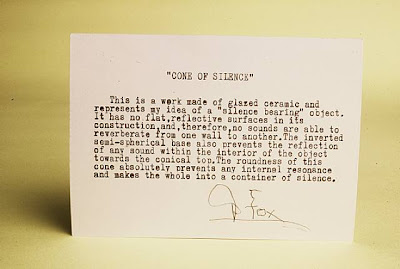 "CONE OF SILENCE"
This is a work made of glazed ceramic and
represents my idea of a "silence bearing" object.
It has no flat,reflective surfaces in its
construction,and,therefore,no sounds are able to
reverberate from one wall to another.The inverted
semi-spherical base also prevents the reflection
of any sound within the interior of the object
towards the conical top.The roundness of this
cone absolutely prevents any internal resonance
and makes the whole into a container of silence.
Fox